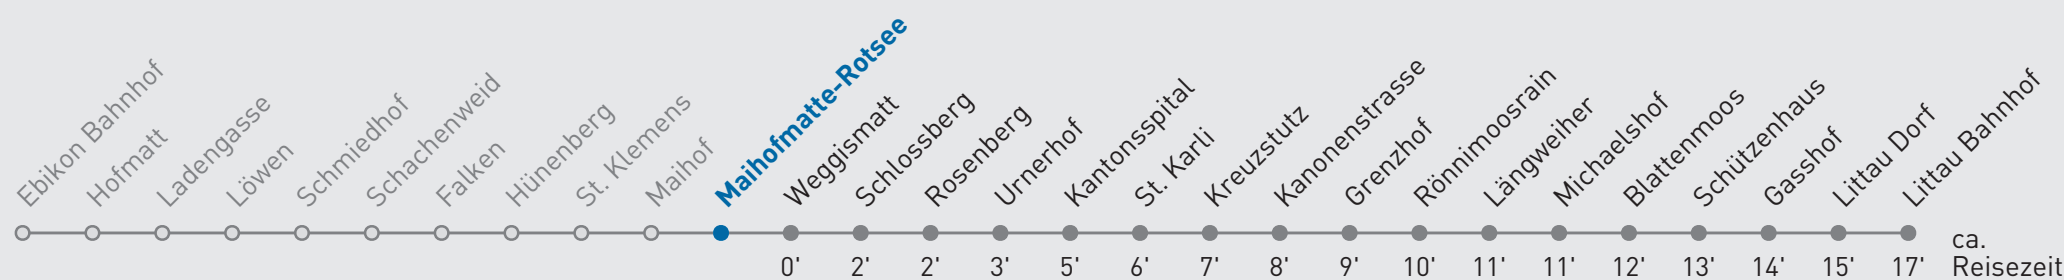 Ebikon Bahnhof
Hofmatt
Ladengasse
Löwen
Schmiedhof
Schachenweid
Falken
Hünenberg
St. Klemens
Maihof
Maihofmatte-Rotsee
Weggismatt
Schlossberg
Rosenberg
Urnerhof
Kantonsspital
St. Karli
Kreuzstutz
Kanonenstrasse
Grenzhof
Rönnimoosrain
Längweiher
Michaelshof
Blattenmoos
Schützenhaus
Gasshof
Littau Dorf
Littau Bahnhof
ca.
0' 2' 2' 3' 5' 6' 7' 8' 9' 10' 11' 11' 12' 13' 14' 15' 17' Reisezeit